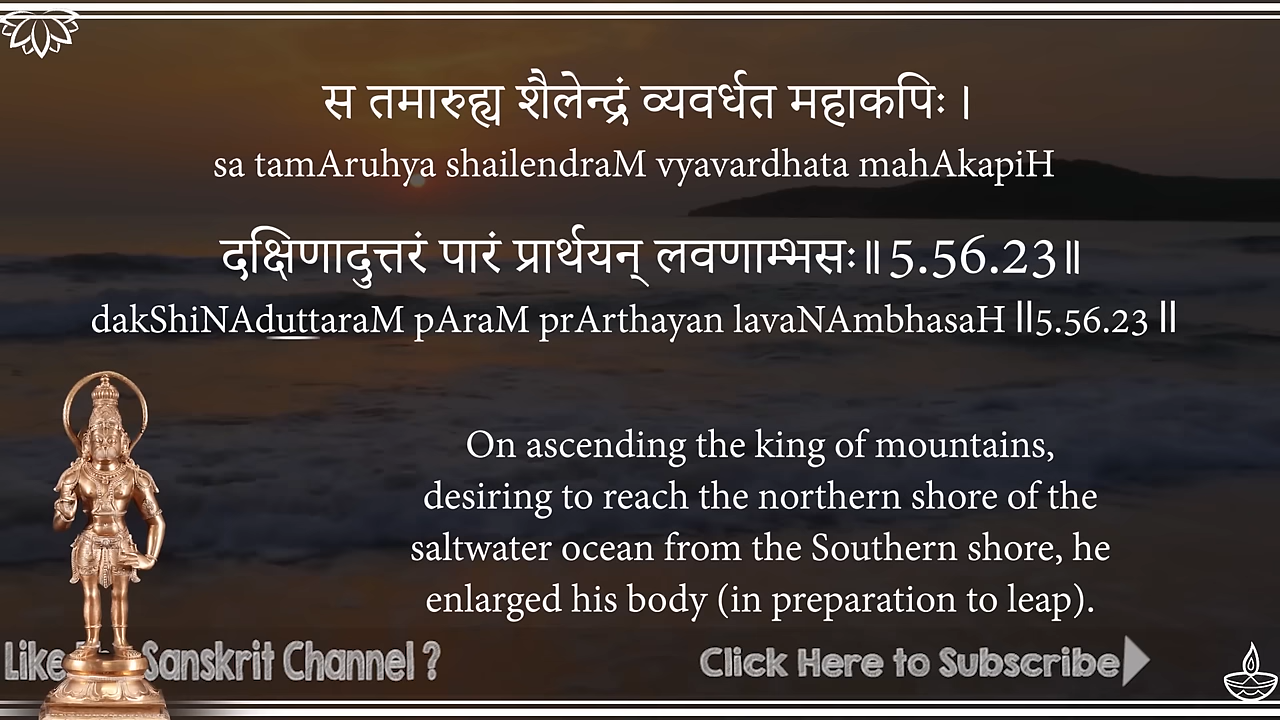 स तमारुह्य शैलेन्द्रं व्यवर्धत महाकपिः ।
sa tamAruhya shailendraM vyavardhata mahAkapiH
दक्षिणादुत्तरं पारं प्रार्थयन् लवणाम्भसः॥5.56.23॥
dakShiNAduttaraM pAraM prArthayan lavaNAmbhasaH ॥5.56.23 ॥
On ascending the king of mountains,
desiring to reach the northern shore of the
saltwater ocean from the Southern shore, he
enlarged his body (in preparation to leap).
Like Sanskrit Channel ?
Click Here to Subscribe